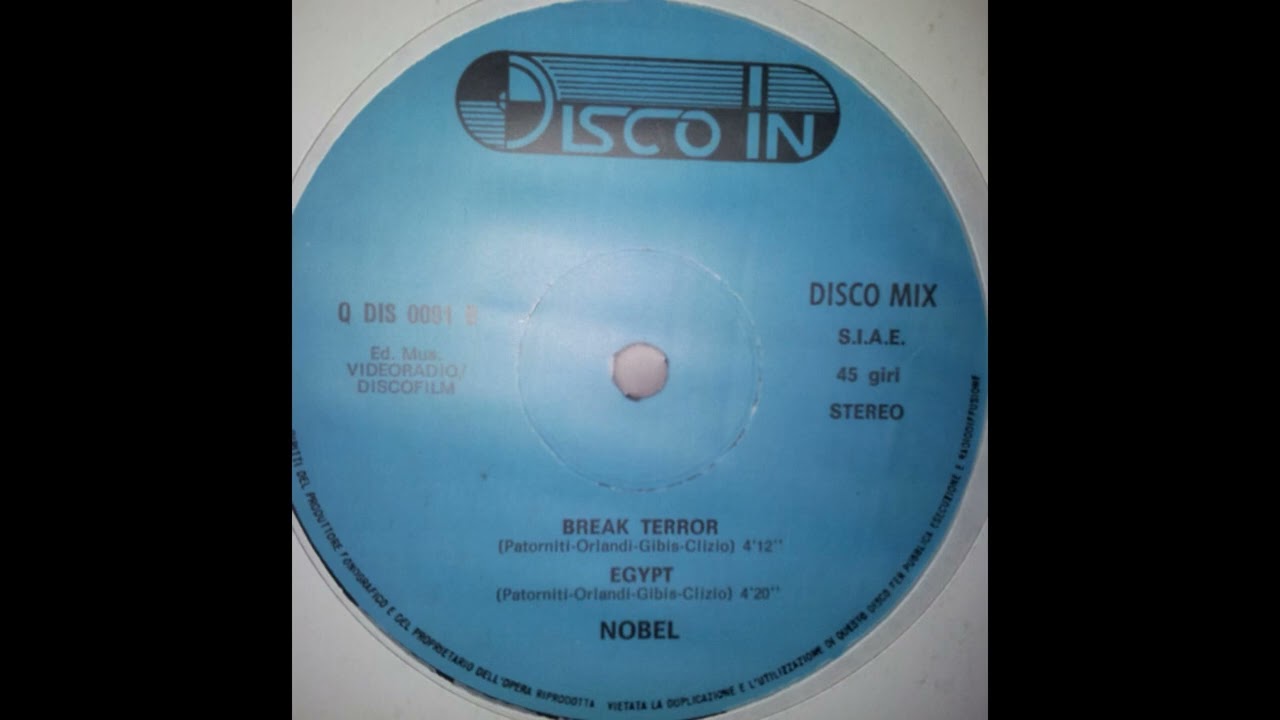 DISCO IN
DISCO MIX
S.I.A.E.
45 giri
STEREO
Q DIS 0091
Ed. Mus.
VIDEORADIO/
DISCOFILM
BREAK TERROR
(Patorniti-Orlandi-Gibis-Clizio) 4'12''
EGYPT
(Patorniti-Orlandi-Gibis-Clizio) 4'20''
NOBEL
DEL PRODUTTORE FONOGRAFICO E DEL PROPRIETARIO DELL'OPERA RIPRODOTTA VIETATA LA DUPLICAZIONE E L'UTILIZZAZIONE DI QUESTO DISCO PER PUBBLICA ESECUZIONE E RADIODIFFUSIONE